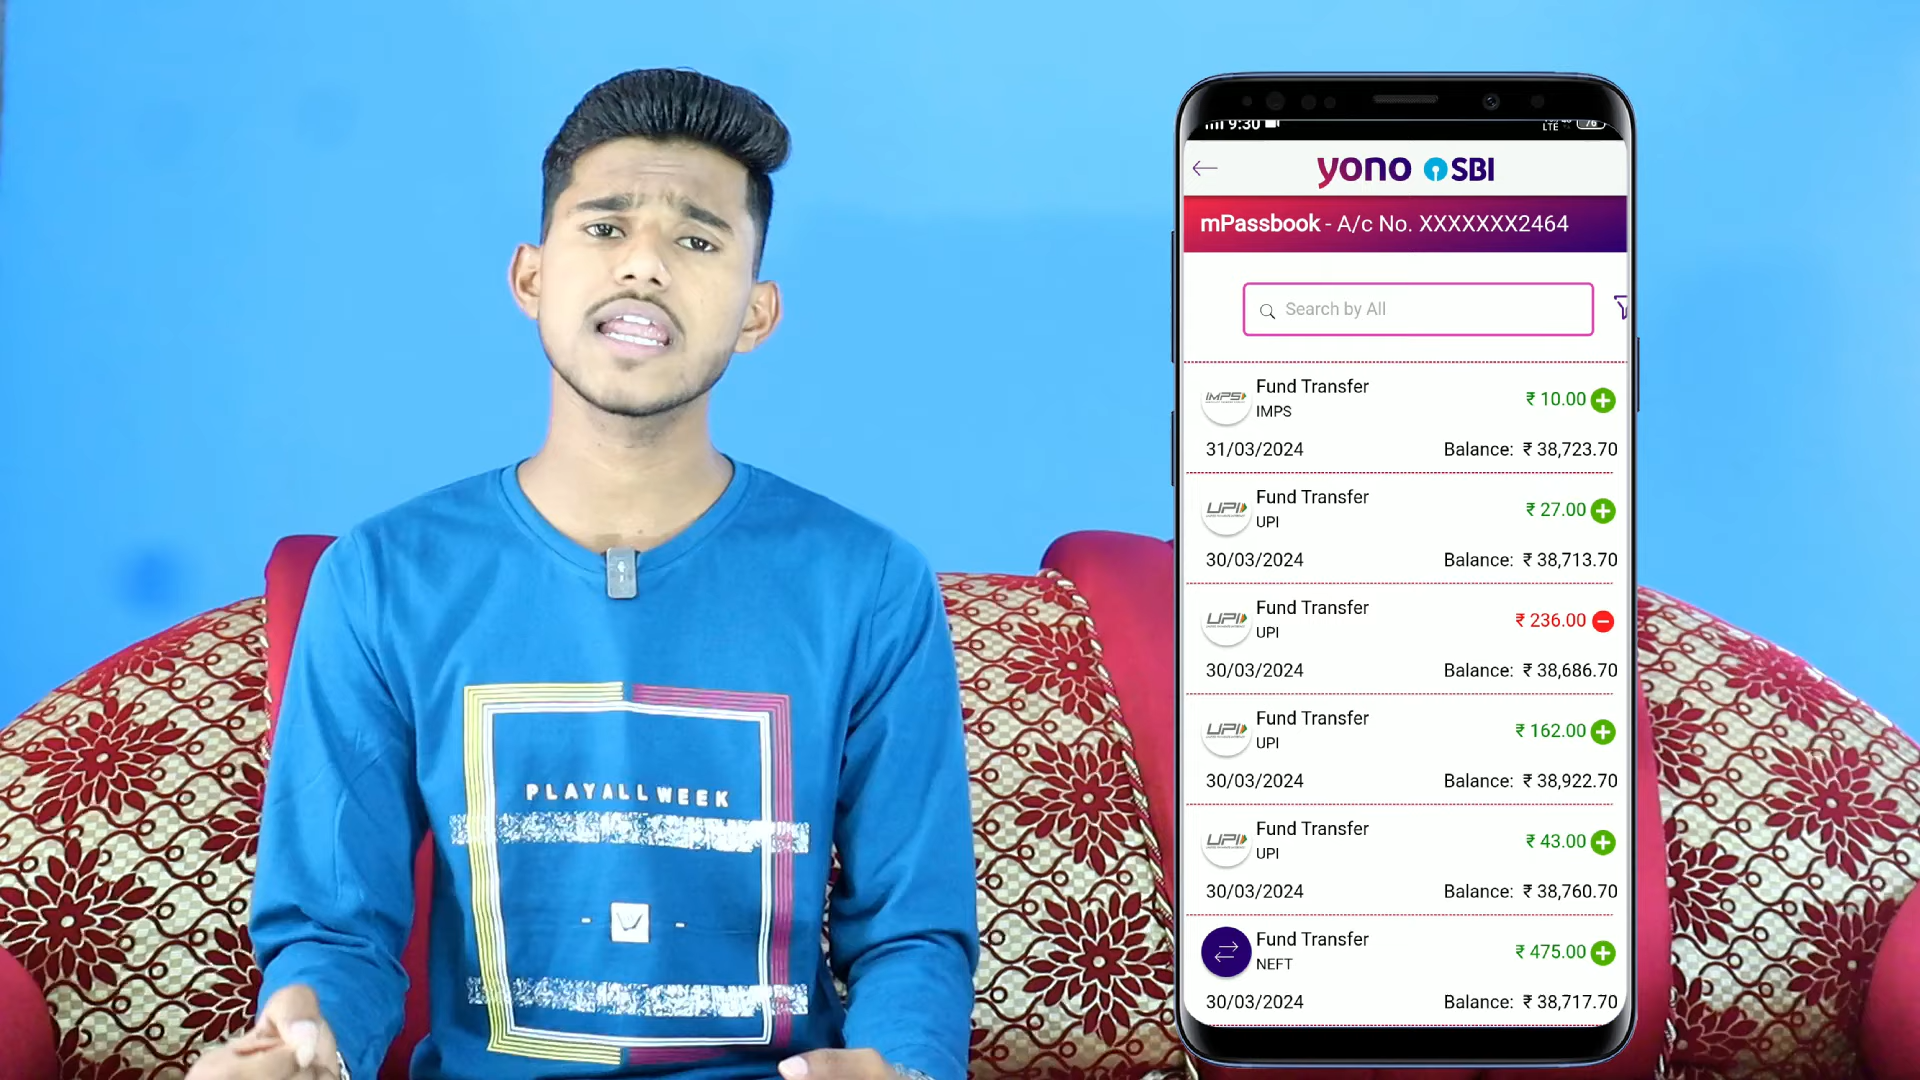 PLAYALLWEEK
9:30
LTE
76
yono SBI
mPassbook - A/c No. XXXXXXX2464
Search by All
IMPS
Fund Transfer
IMPS
₹ 10.00
31/03/2024
Balance: ₹ 38,723.70
UPI
Fund Transfer
UPI
₹ 27.00
30/03/2024
Balance: ₹ 38,713.70
UPI
Fund Transfer
UPI
₹ 236.00
30/03/2024
Balance: ₹ 38,686.70
UPI
Fund Transfer
UPI
₹ 162.00
30/03/2024
Balance: ₹ 38,922.70
UPI
Fund Transfer
UPI
₹ 43.00
30/03/2024
Balance: ₹ 38,760.70
Fund Transfer
NEFT
₹ 475.00
30/03/2024
Balance: ₹ 38,717.70